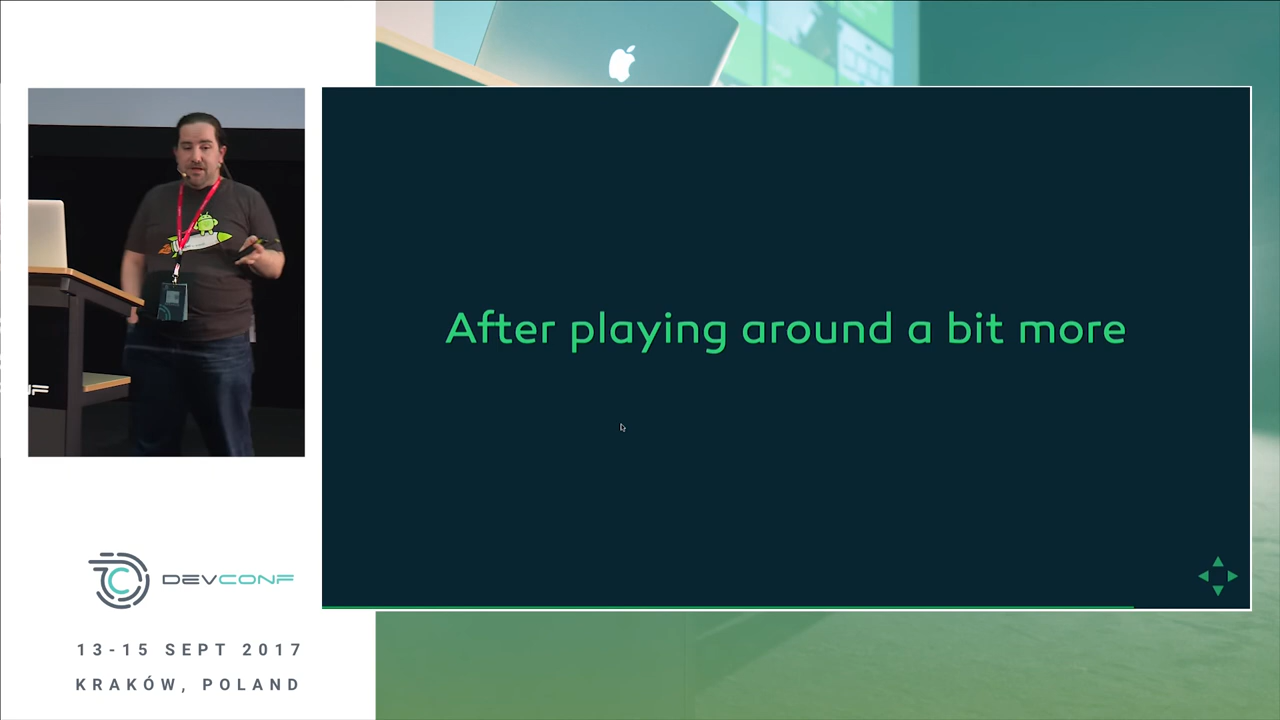 After playing around a bit more
DEVCONF
13-15 SEPT 2017
KRAKÓW, POLAND